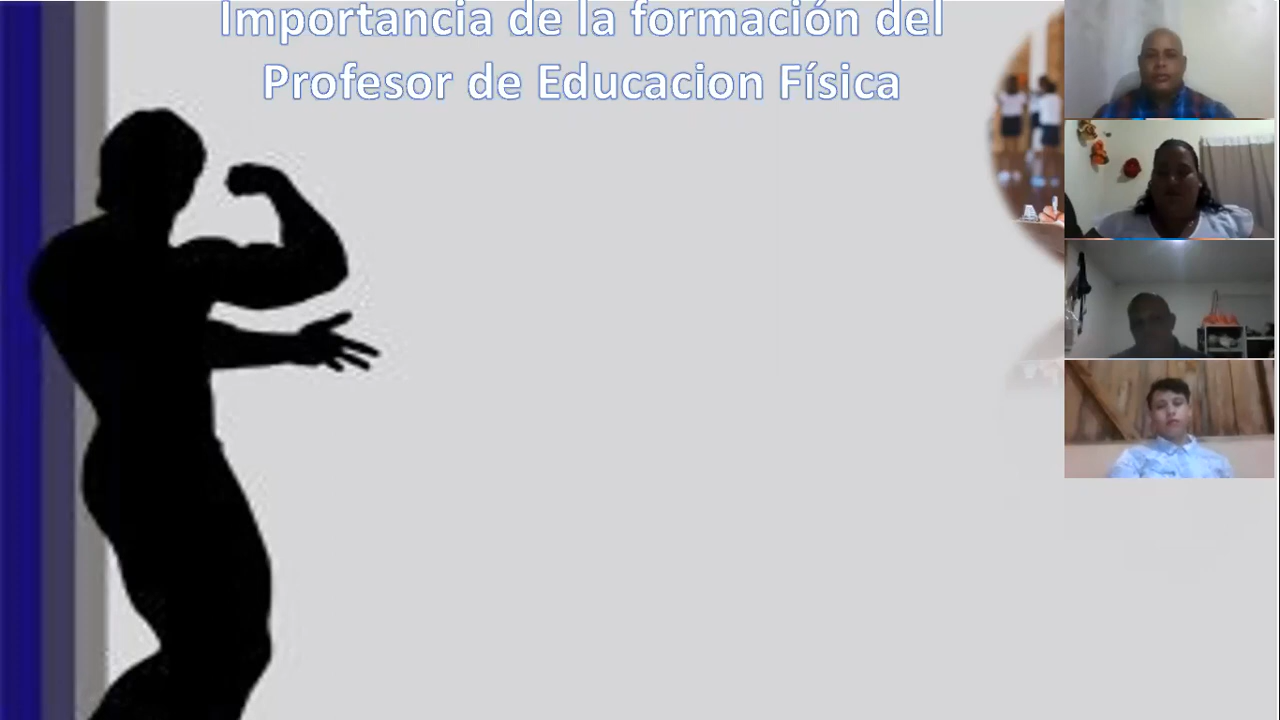 Importancia de la formación del
Profesor de Educacion Física